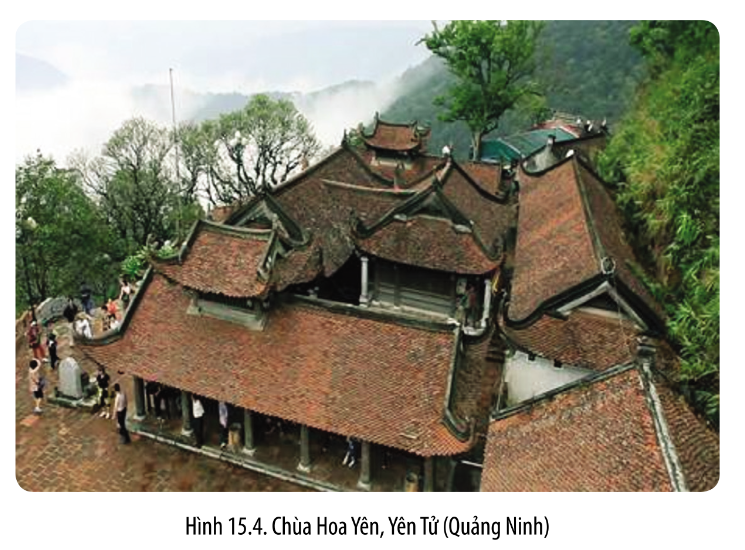 Hình 15.4. Chùa Hoa Yên, Yên Tử (Quảng Ninh)